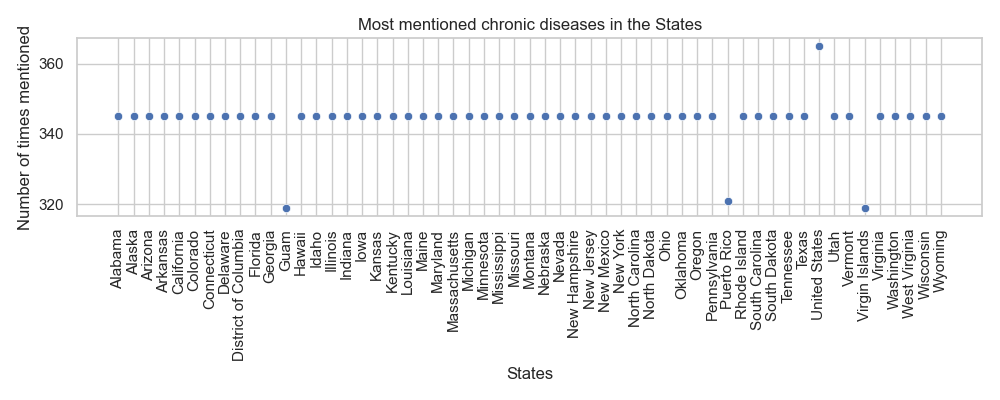 Most mentioned chronic diseases in the States
Number of times mentioned
360
340
320
Alabama
Alaska
Arizona
Arkansas
California
Colorado
Connecticut
Delaware
District of Columbia
Florida
Georgia
Guam
Hawaii
Idaho
Illinois
Indiana
Iowa
Kansas
Kentucky
Louisiana
Maine
Maryland
Massachusetts
Michigan
Minnesota
Mississippi
Missouri
Montana
Nebraska
Nevada
New Hampshire
New Jersey
New Mexico
New York
North Carolina
North Dakota
Ohio
Oklahoma
Oregon
Pennsylvania
Puerto Rico
Rhode Island
South Carolina
South Dakota
Tennessee
Texas
United States
Utah
Vermont
Virgin Islands
Virginia
Washington
West Virginia
Wisconsin
Wyoming
States